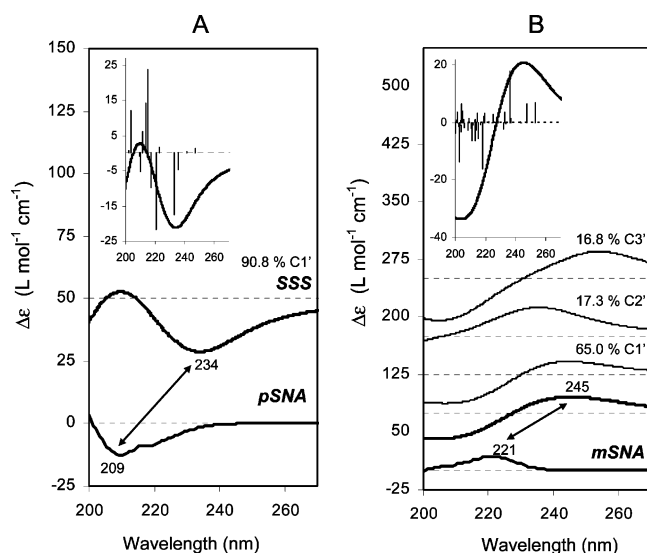 A
B
150
125
100
75
50
25
0
-25
Δε (L mol⁻¹ cm⁻¹)
25
15
5
-5
-15
-25
200 220 240 260
90.8 % C1'
SSS
234
pSNA
209
200 220 240 260
Wavelength (nm)
500
425
350
275
200
125
50
-25
Δε (L mol⁻¹ cm⁻¹)
20
0
-20
-40
200 220 240 260
16.8 % C3'
17.3 % C2'
65.0 % C1'
245
221
mSNA
200 220 240 260
Wavelength (nm)